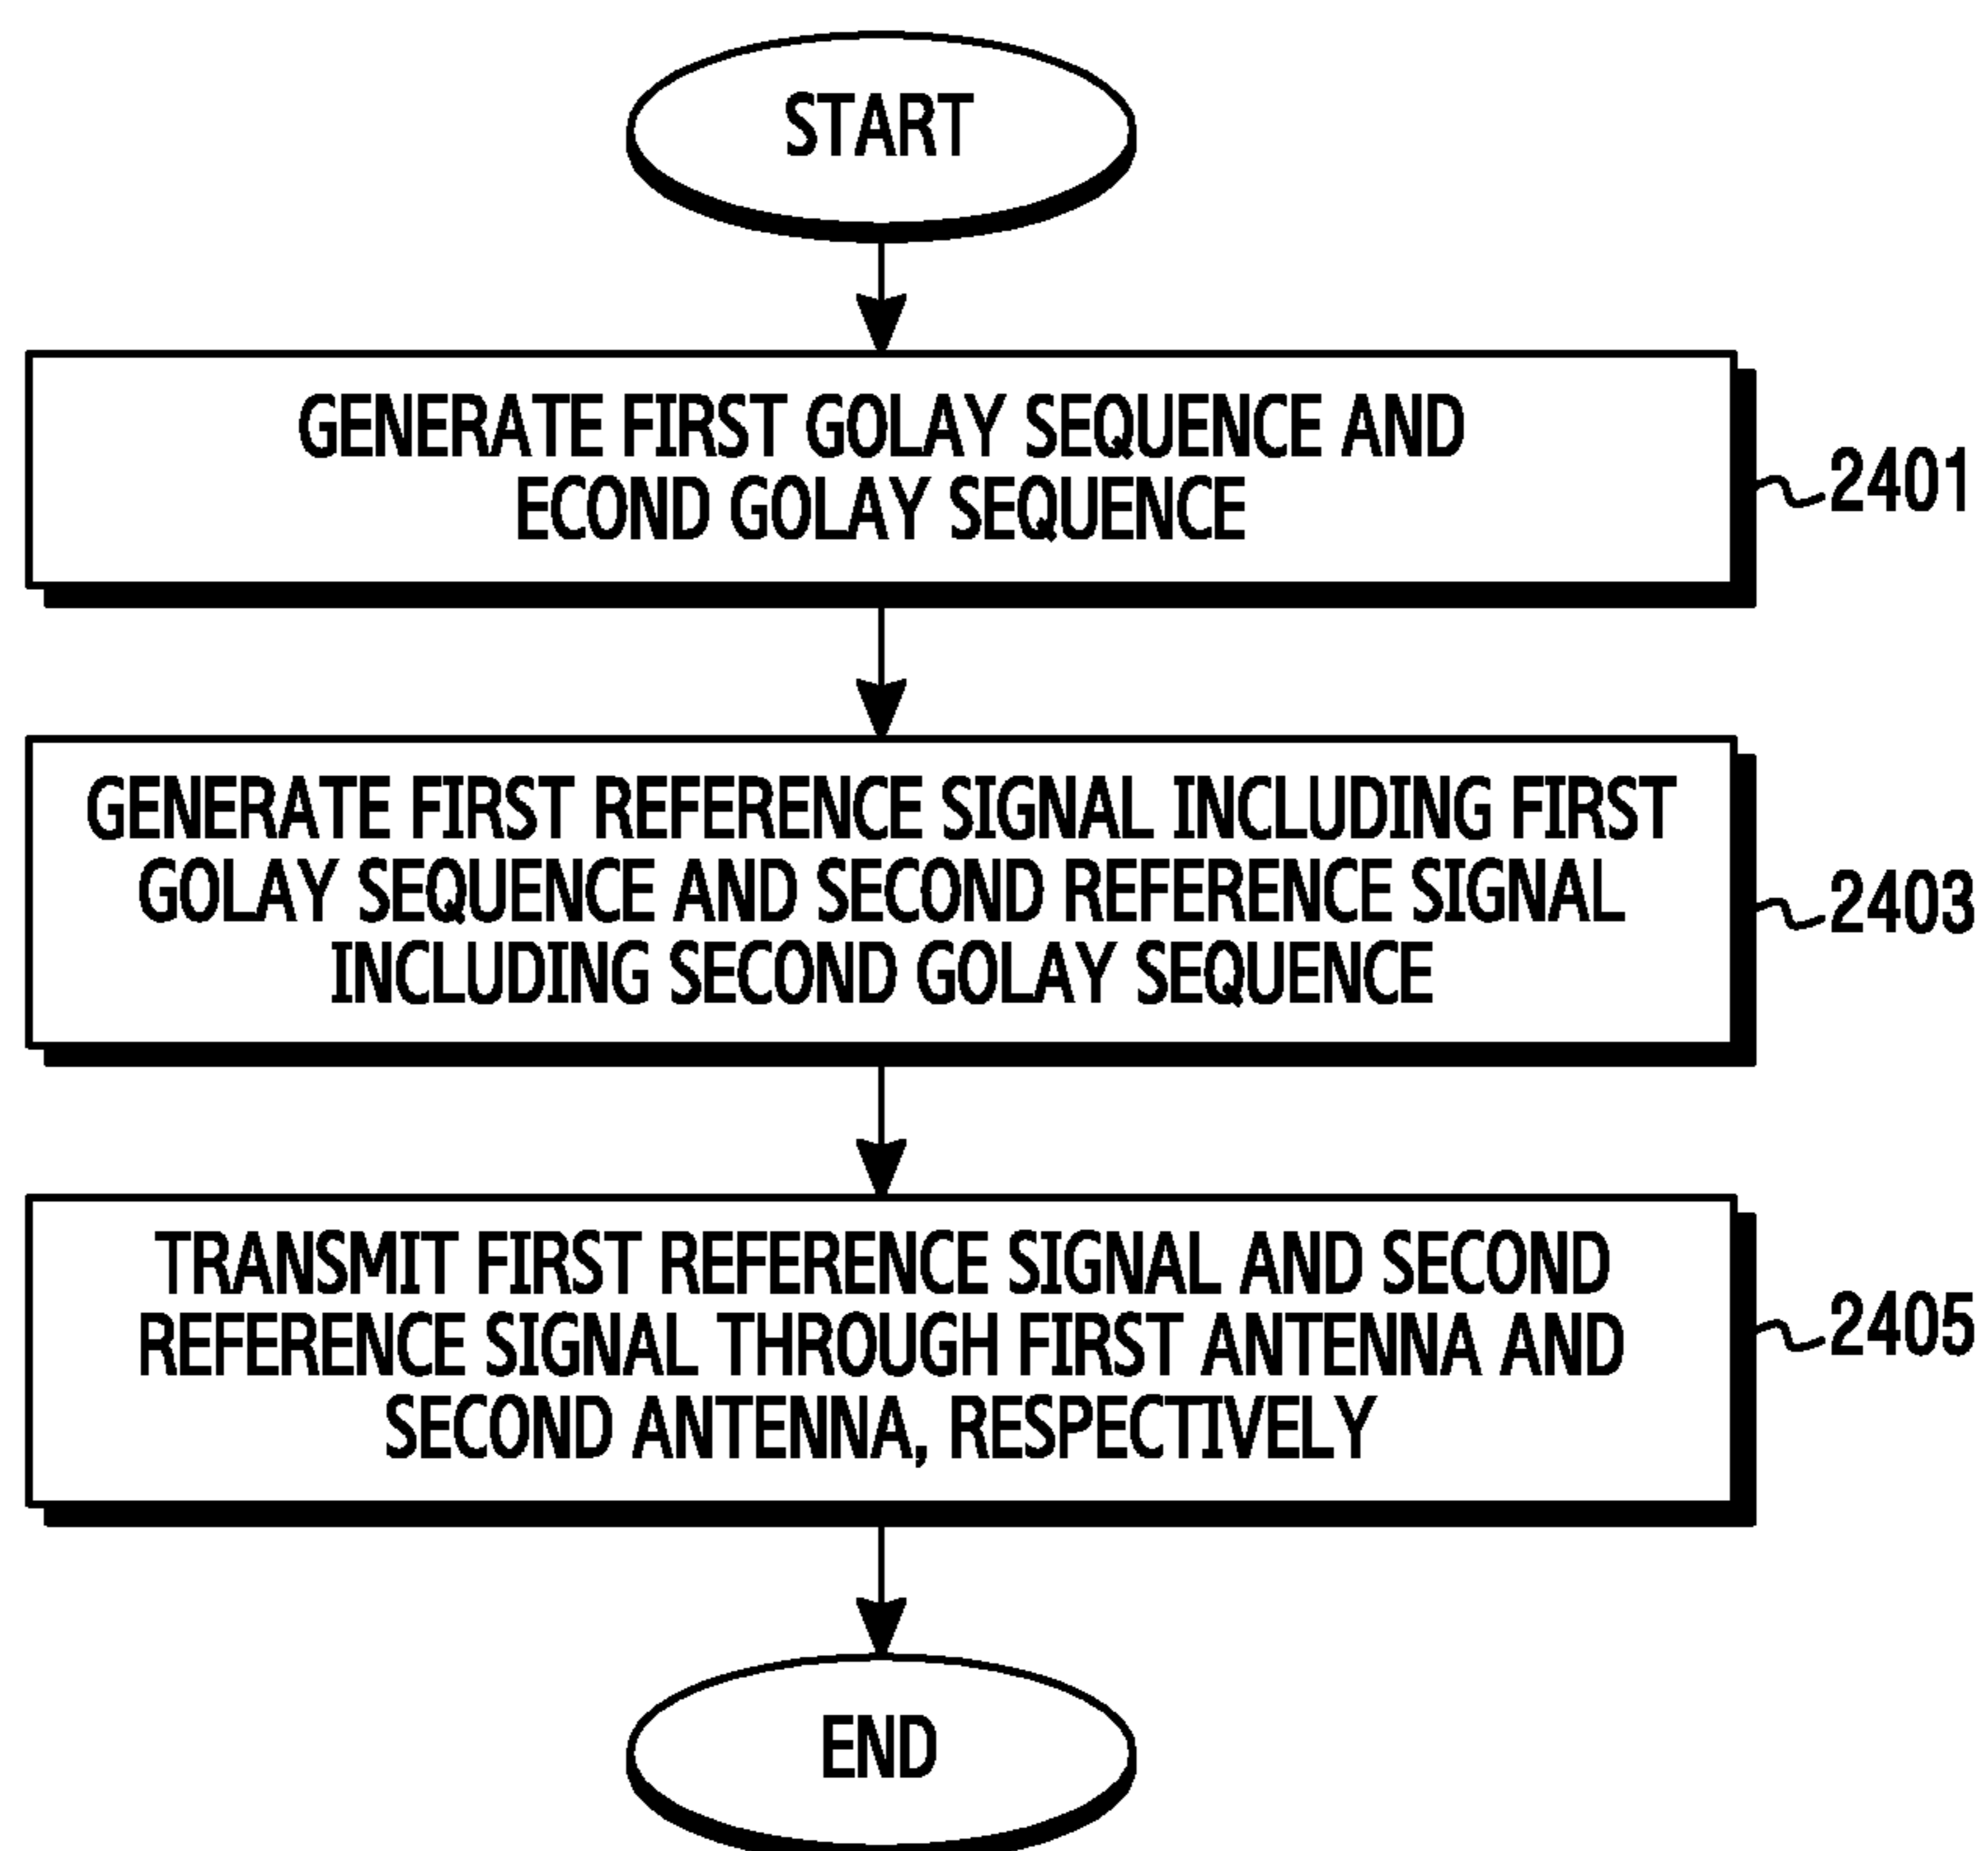 START
GENERATE FIRST GOLAY SEQUENCE AND
ECOND GOLAY SEQUENCE
2401
GENERATE FIRST REFERENCE SIGNAL INCLUDING FIRST
GOLAY SEQUENCE AND SECOND REFERENCE SIGNAL
INCLUDING SECOND GOLAY SEQUENCE
2403
TRANSMIT FIRST REFERENCE SIGNAL AND SECOND
REFERENCE SIGNAL THROUGH FIRST ANTENNA AND
SECOND ANTENNA, RESPECTIVELY
2405
END